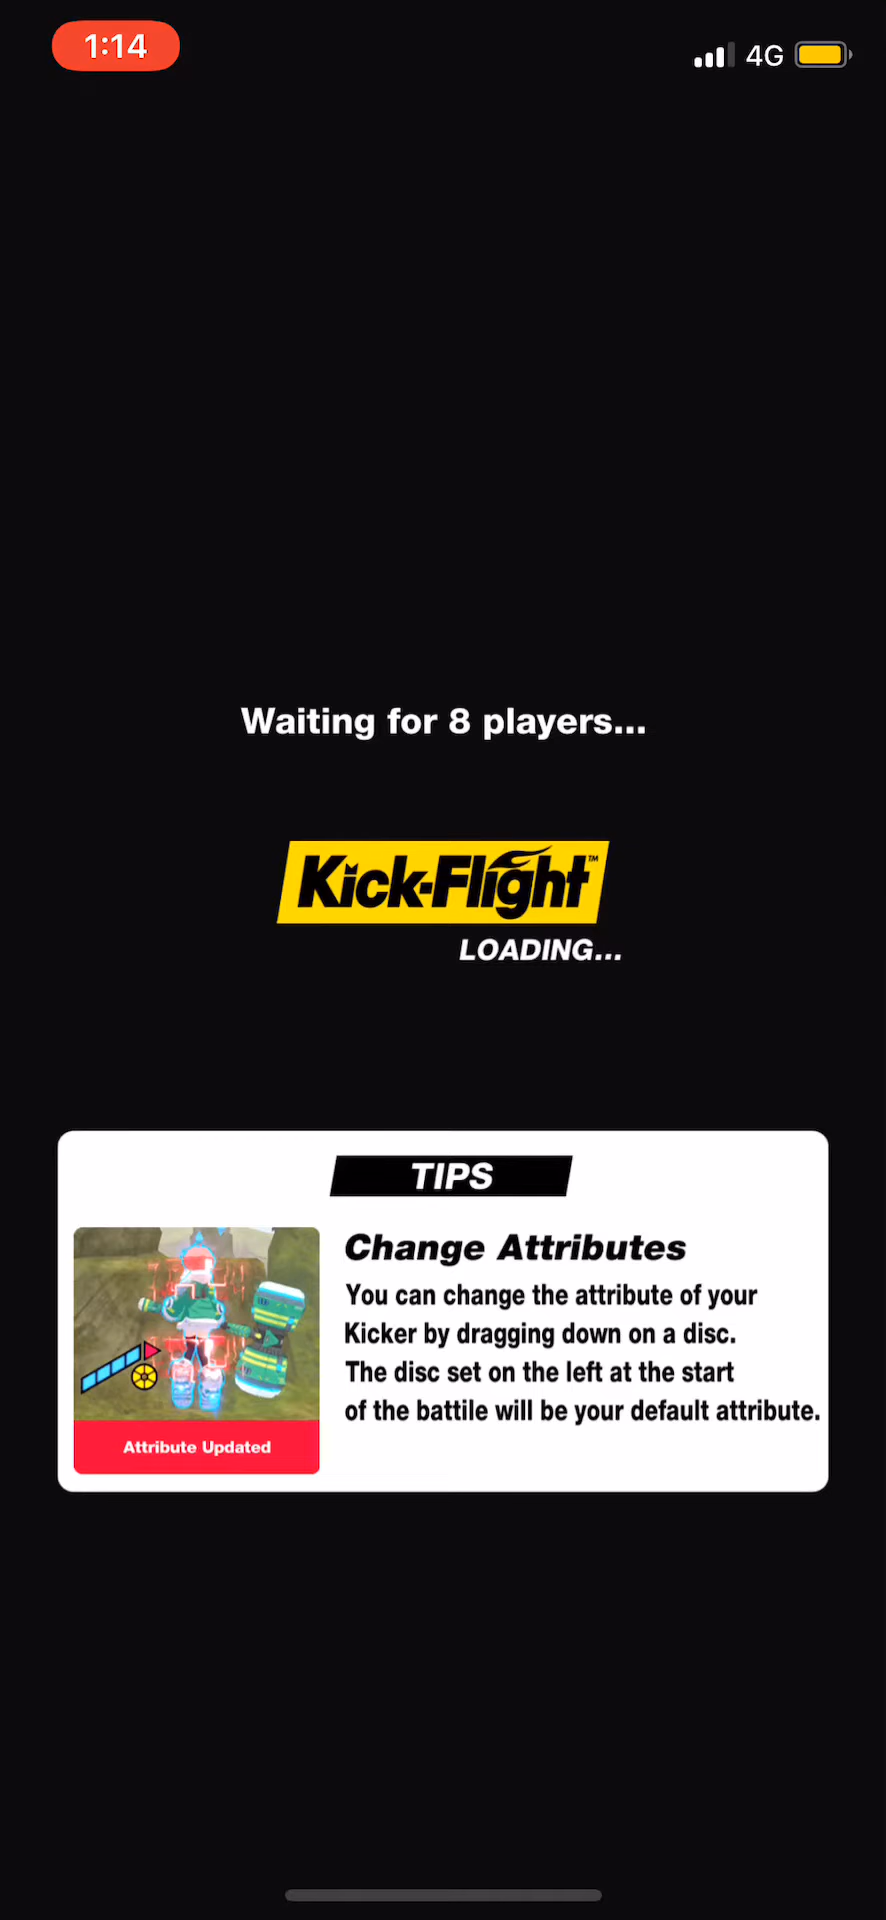 1:14
4G
Waiting for 8 players...
Kick-Flight™
LOADING...
TIPS
Change Attributes
You can change the attribute of your
Kicker by dragging down on a disc.
The disc set on the left at the start
of the battile will be your default attribute.
Attribute Updated